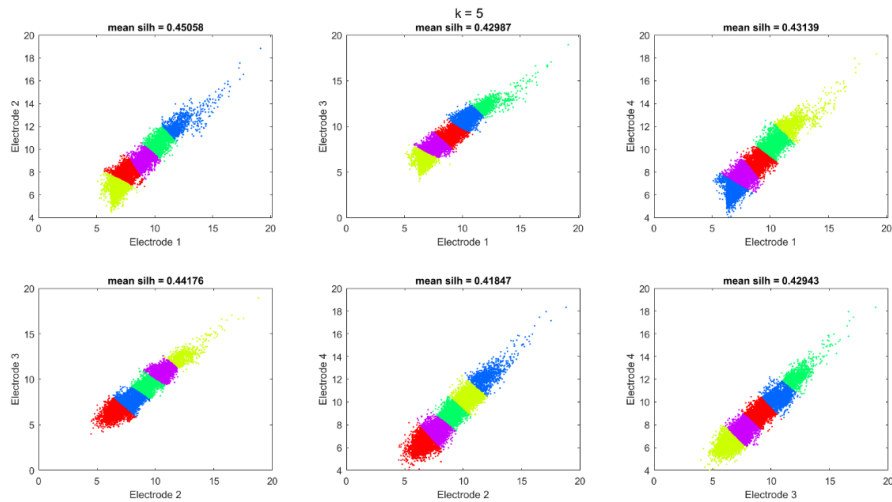 k = 5
mean silh = 0.45058
mean silh = 0.42987
mean silh = 0.43139
20
18
16
14
12
10
8
6
4
Electrode 2
0 5 10 15 20
Electrode 1
20
15
10
5
0
Electrode 3
0 5 10 15 20
Electrode 1
20
18
16
14
12
10
8
6
4
Electrode 4
0 5 10 15 20
Electrode 1
mean silh = 0.44176
mean silh = 0.41847
mean silh = 0.42943
20
15
10
5
0
Electrode 3
0 5 10 15 20
Electrode 2
20
18
16
14
12
10
8
6
4
Electrode 4
0 5 10 15 20
Electrode 2
20
18
16
14
12
10
8
6
4
Electrode 4
0 5 10 15 20
Electrode 3